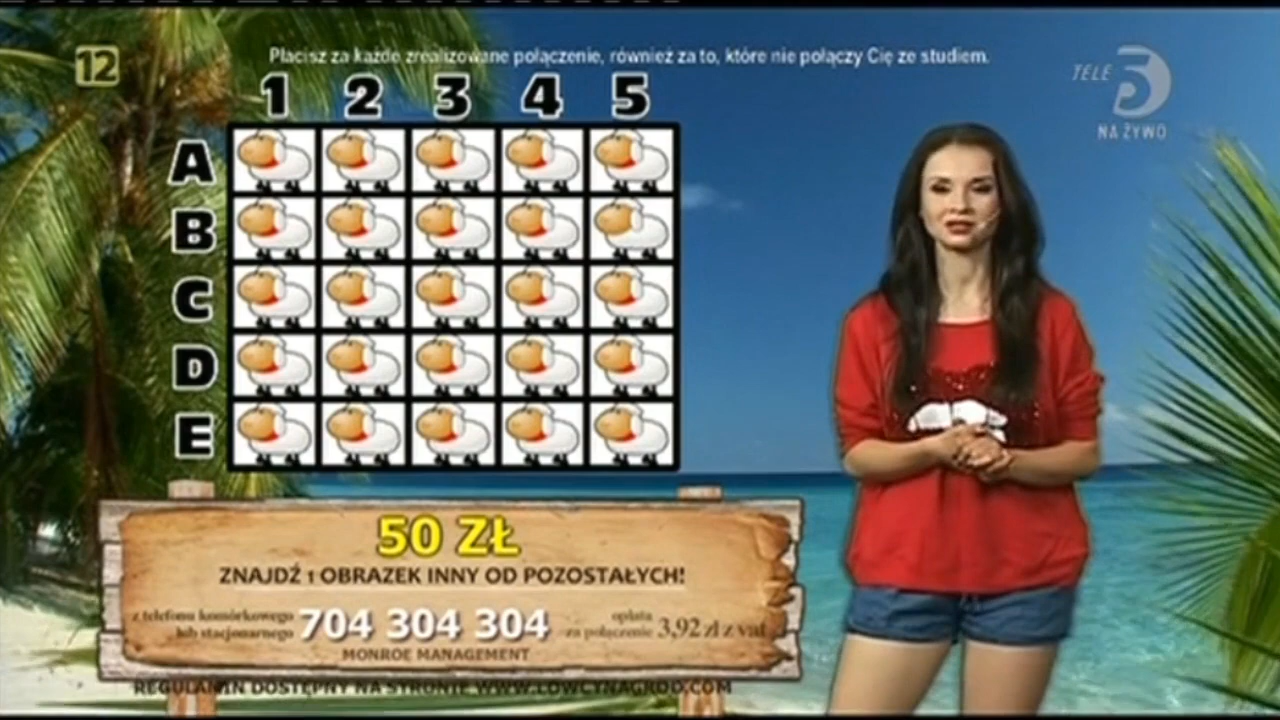 Płacisz za każde zrealizowane połączenie, również za to, które nie połączy Cię ze studiem.
12
TELE 5
NA ŻYWO
1 2 3 4 5
A
B
C
D
E
50 ZŁ
ZNAJDŹ 1 OBRAZEK INNY OD POZOSTAŁYCH!
z telefonu komórkowego
lub stacjonarnego
704 304 304
opłata
za połączenie 3,92 zł z vat
MONROE MANAGEMENT
REGULAMIN DOSTĘPNY NA STRONIE WWW.LOWCYNAGROD.COM